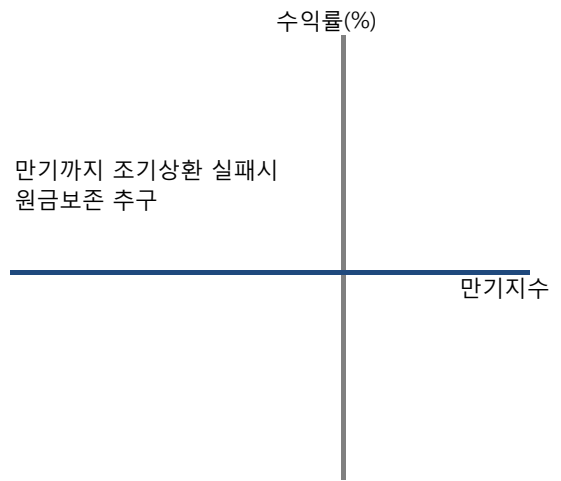 수익률(%)
만기까지 조기상환 실패시
원금보존 추구
만기지수